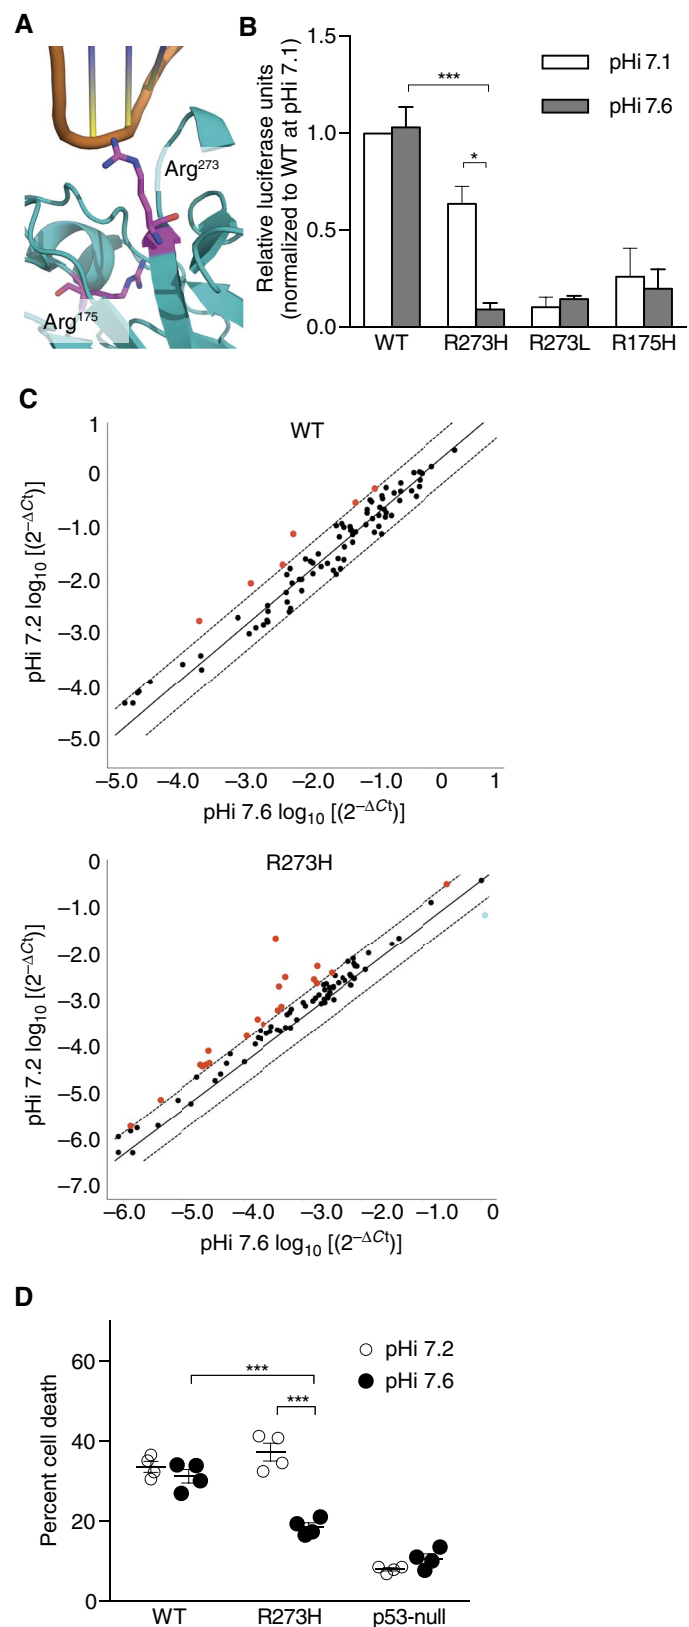 A
Arg273
Arg175
B
Relative luciferase units
(normalized to WT at pHi 7.1)
1.5
1.0
0.5
0.0
***
*
pHi 7.1
pHi 7.6
WT R273H R273L R175H
C
WT
pHi 7.2 log10 [(2–ΔCt)]
1
0
–1.0
–2.0
–3.0
–4.0
–5.0
–5.0 –4.0 –3.0 –2.0 –1.0 0 1
pHi 7.6 log10 [(2–ΔCt)]
R273H
pHi 7.2 log10 [(2–ΔCt)]
0
–1.0
–2.0
–3.0
–4.0
–5.0
–6.0
–7.0
–6.0 –5.0 –4.0 –3.0 –2.0 –1.0 0
pHi 7.6 log10 [(2–ΔCt)]
D
Percent cell death
60
40
20
0
***
***
pHi 7.2
pHi 7.6
WT R273H p53-null